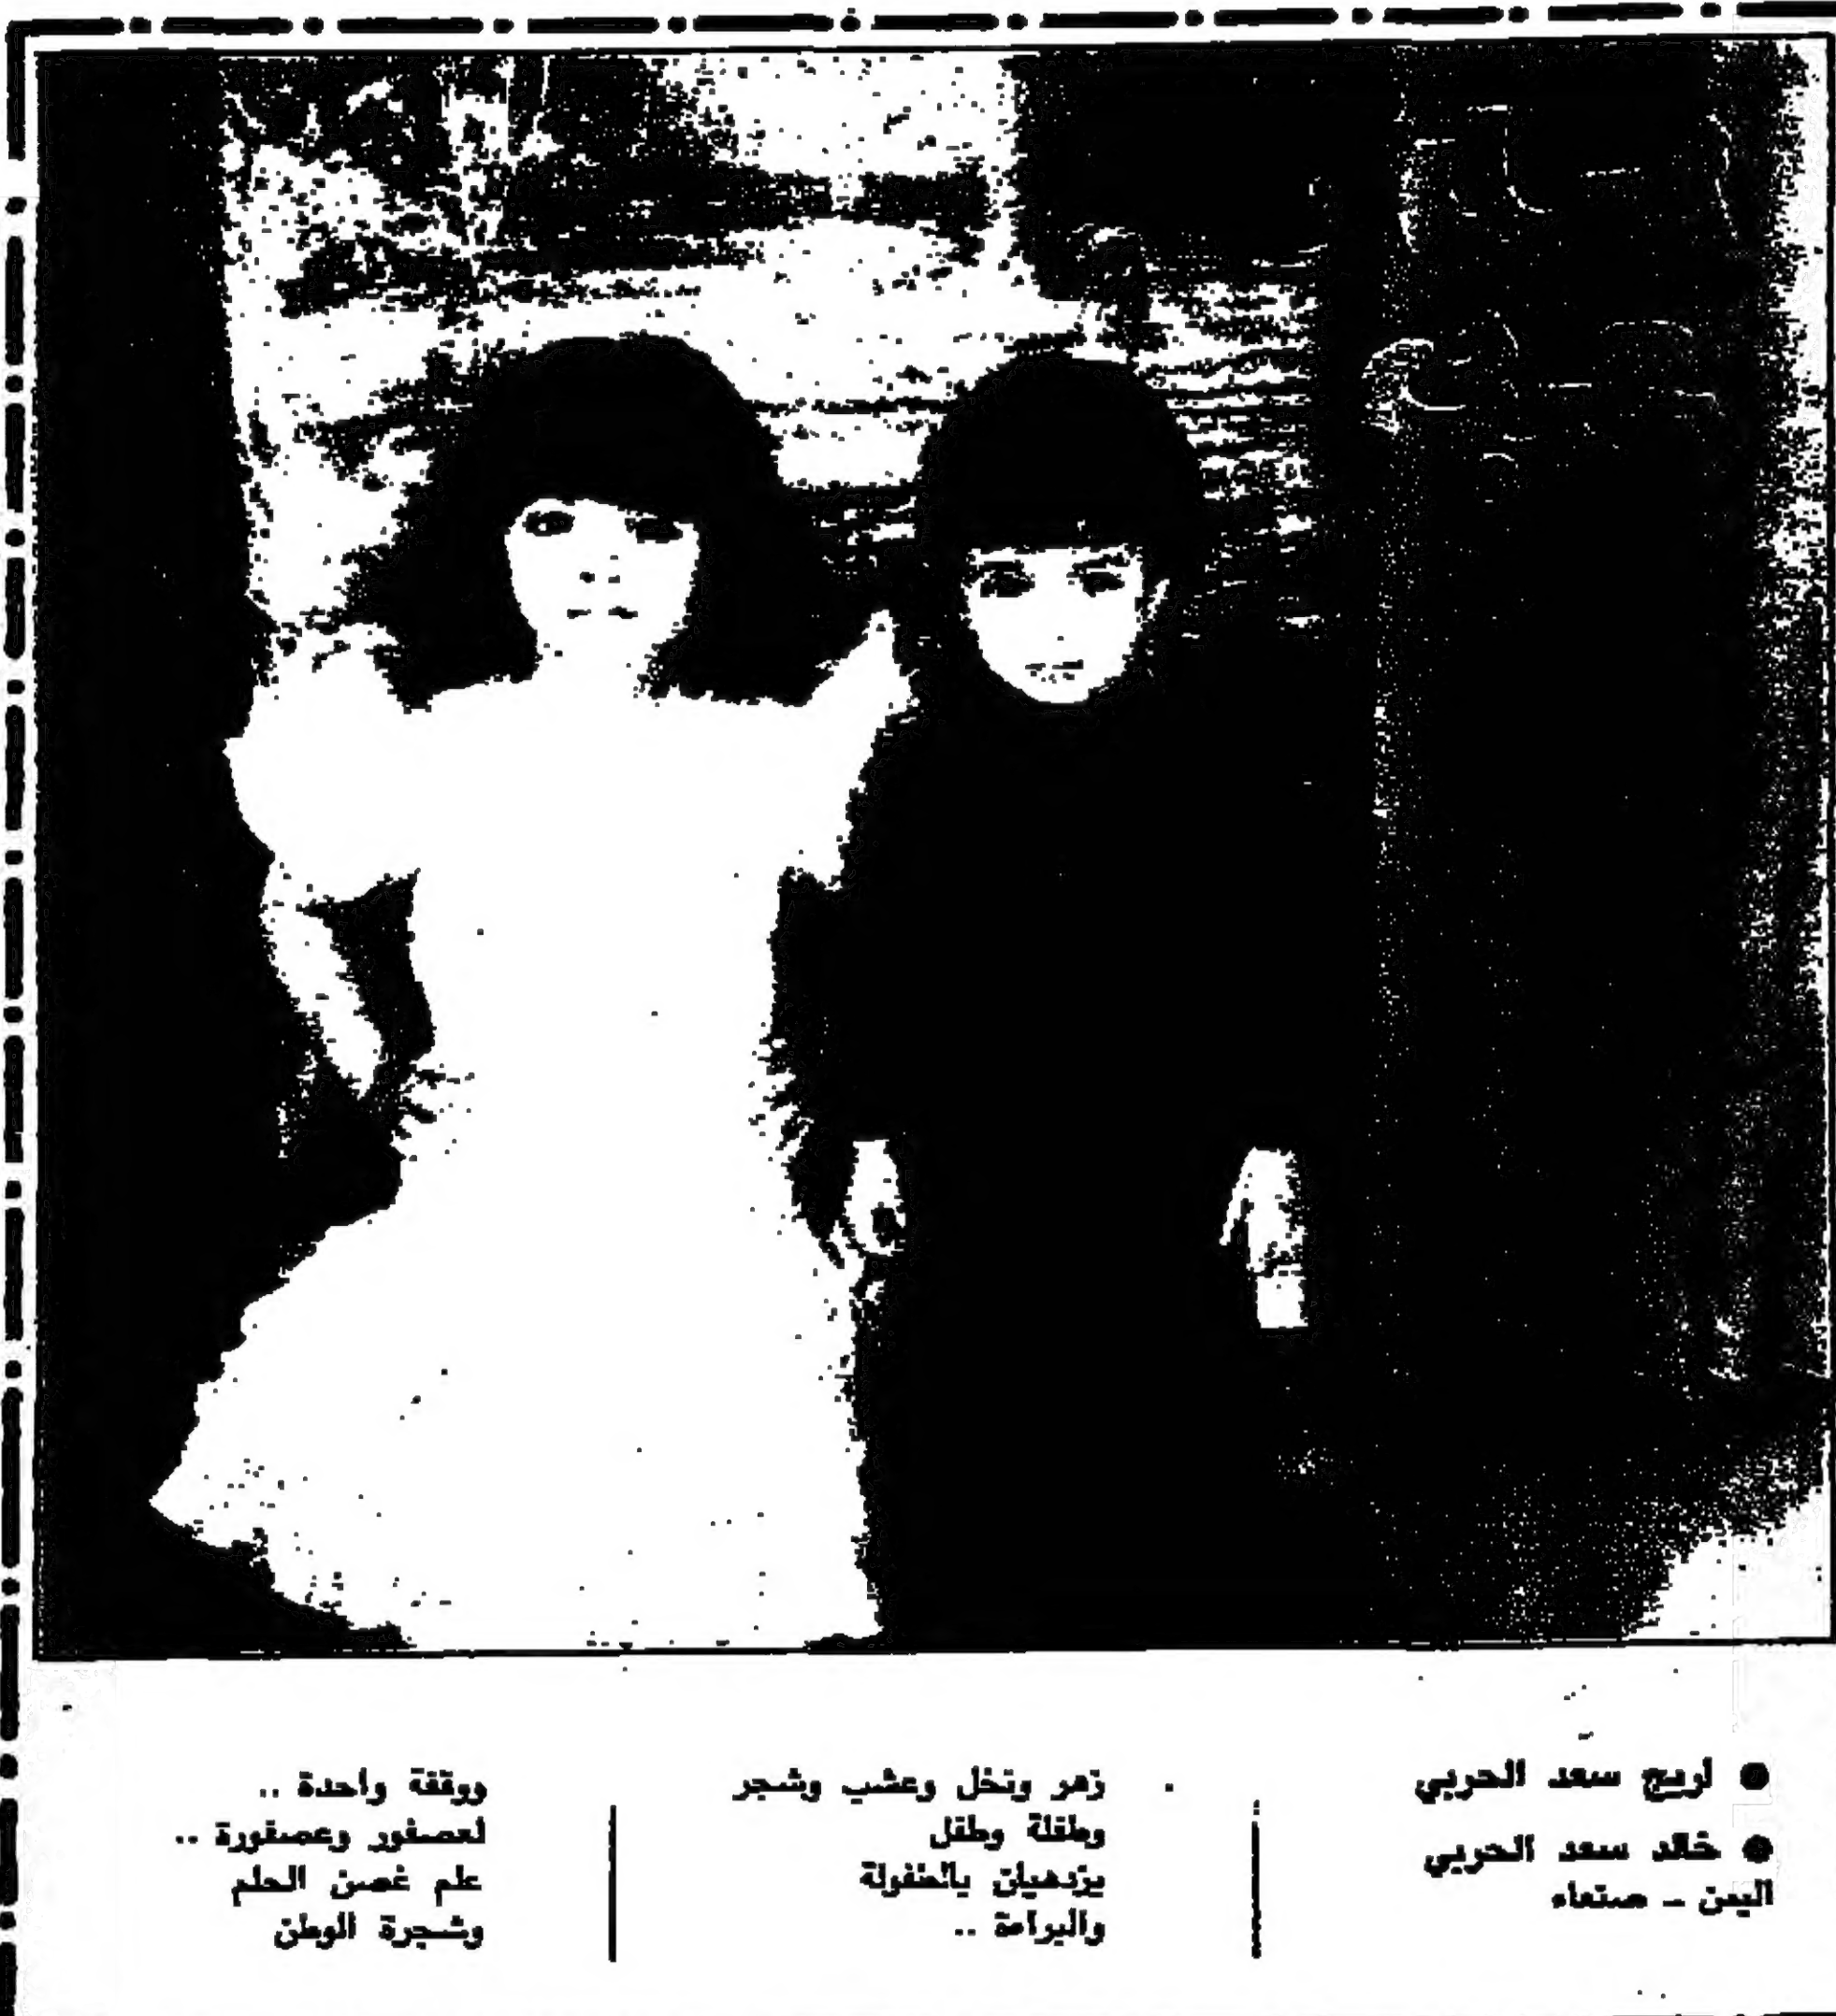 ● اريج سعد الحربي
● خالد سعد الحربي
اليمن - صنعاء
زهر ونخل وعشب وشجر
وطفلة وطفل
يزدهيان بالطفولة
والبراءة ..
ووقفة واحدة ..
لعصفور وعصفورة ..
علم غصن الحلم
وشجرة الوطن